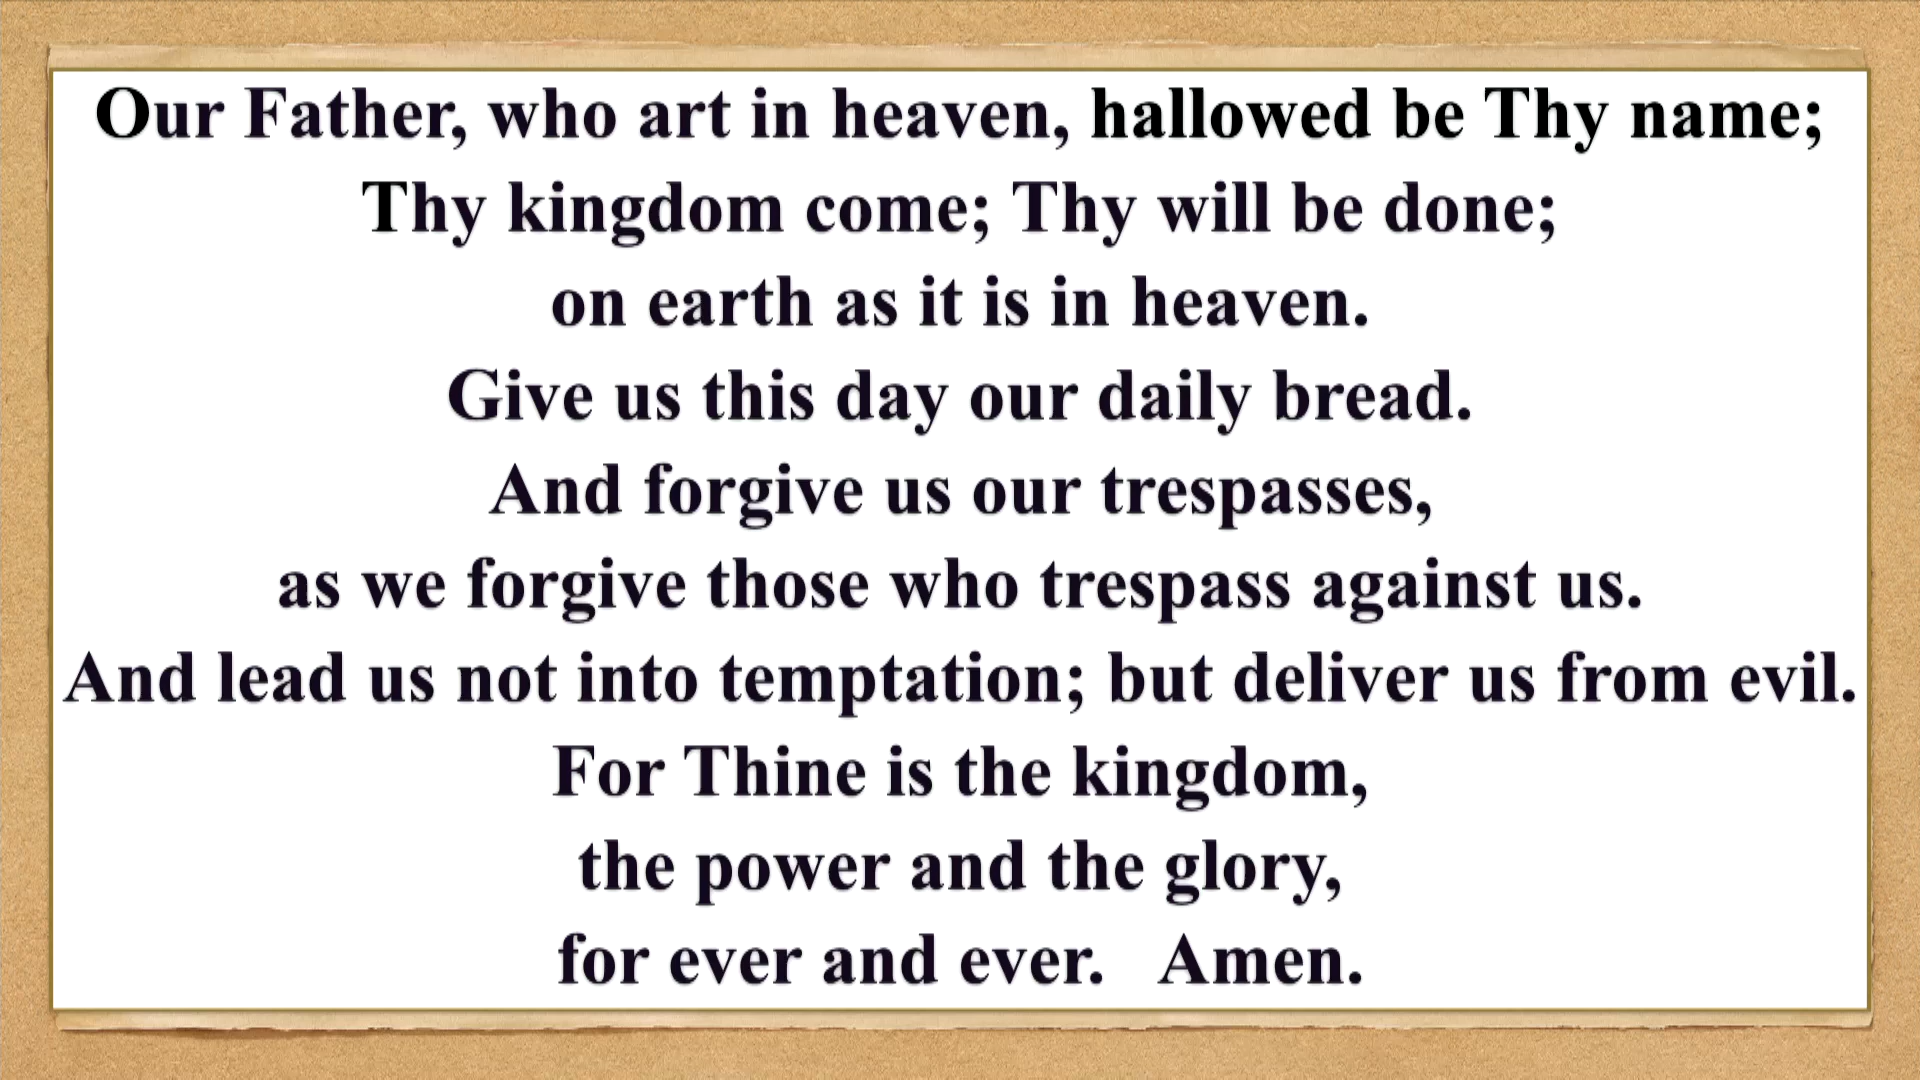 Our Father, who art in heaven, hallowed be Thy name;
Thy kingdom come; Thy will be done;
on earth as it is in heaven.
Give us this day our daily bread.
And forgive us our trespasses,
as we forgive those who trespass against us.
And lead us not into temptation; but deliver us from evil.
For Thine is the kingdom,
the power and the glory,
for ever and ever.   Amen.